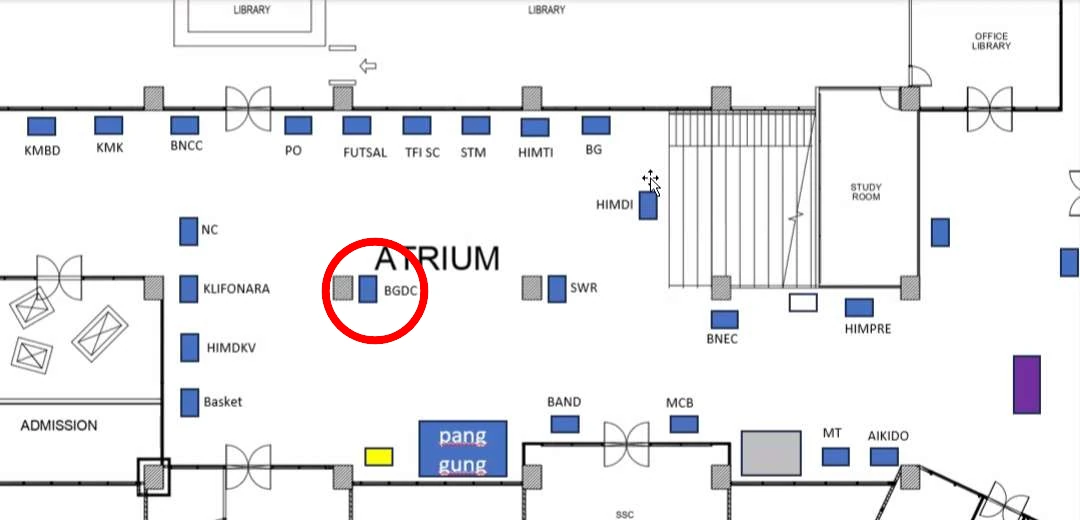 LIBRARY
LIBRARY
OFFICE
LIBRARY
KMBD
KMK
BNCC
PO
FUTSAL
TFI SC
STM
HIMTI
BG
STUDY
ROOM
HIMDI
NC
ATRIUM
KLIFONARA
BGDC
SWR
HIMPRE
BNEC
HIMDKV
Basket
BAND
MCB
ADMISSION
pang
gung
MT
AIKIDO
SSC